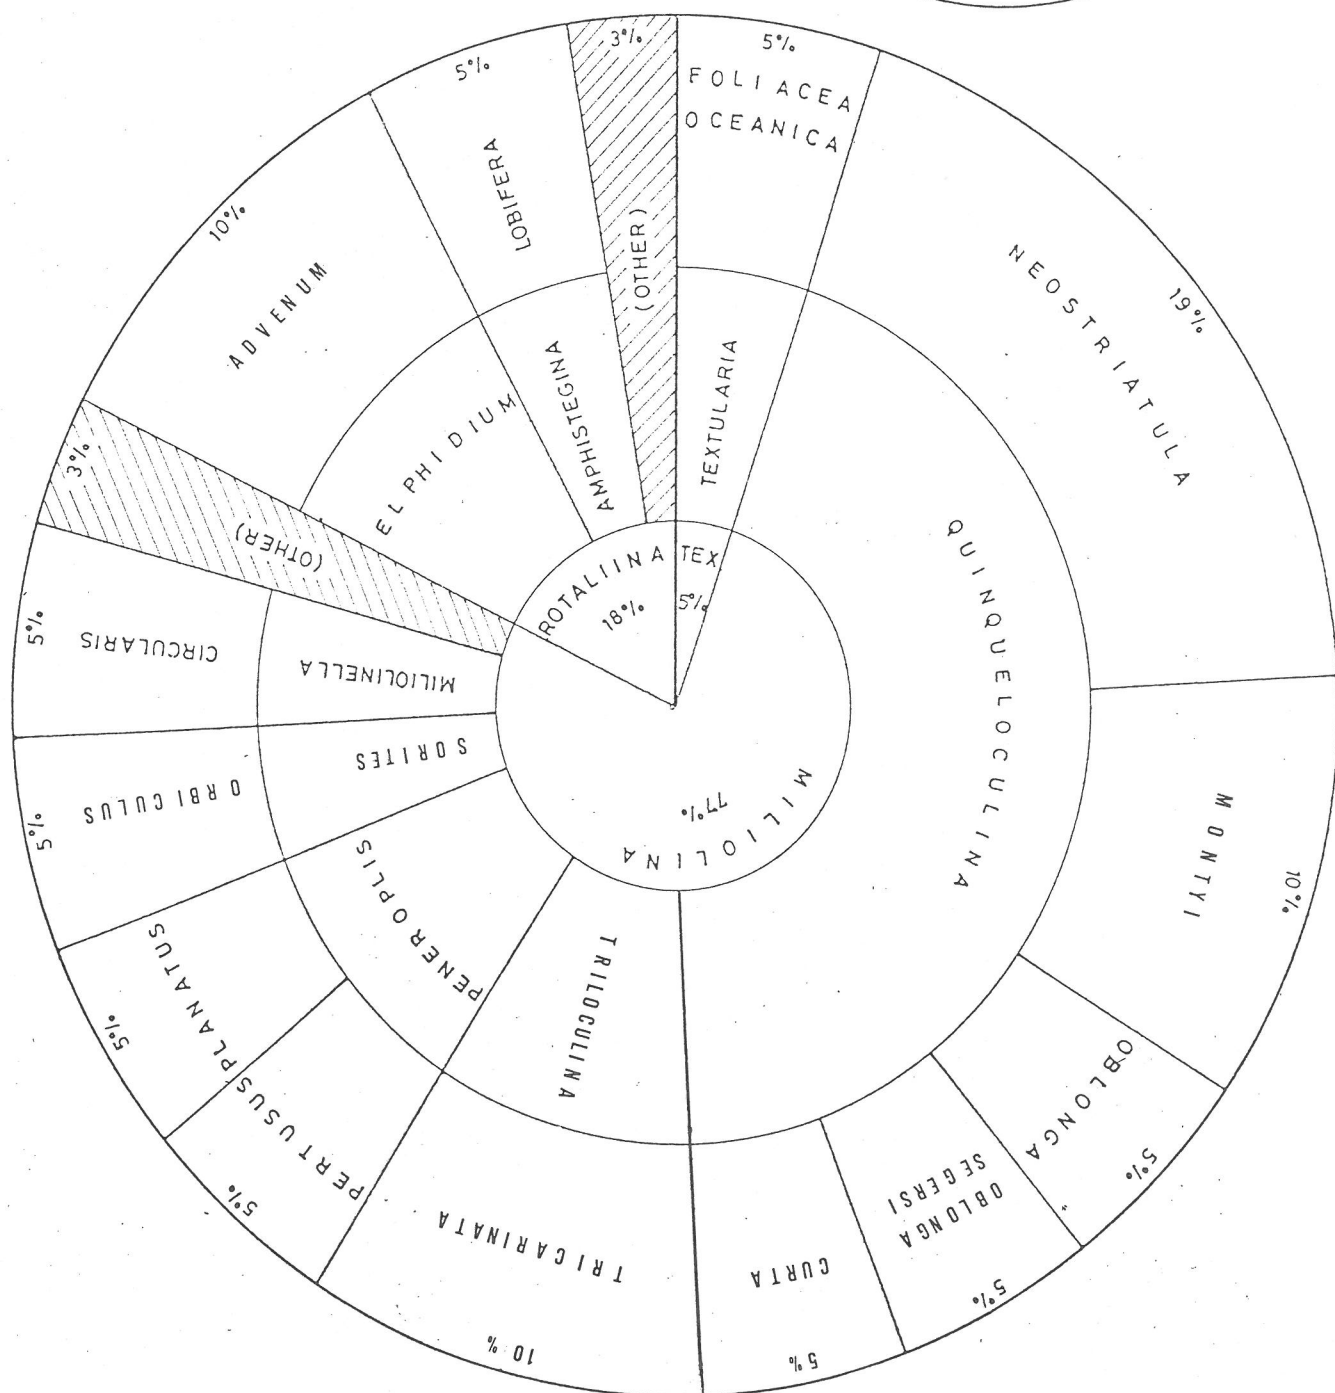 5%
FOLIACEA
OCEANICA
TEXTULARIA
TEX
5%
NEOSTRIATULA
19%
MONTYI
10%
OBLONGA
5%
OBLONGA
SEGERSI
5%
CURTA
5%
QUINQUELOCULINA
TRICARINATA
10%
TRILOCULINA
PERTUSUS
5%
PLANATUS
5%
PENEROPLIS
ORBICULUS
5%
SORITES
CIRCULARIS
5%
MILIOLINELLA
3%
(OTHER)
MILIOLINA
77%
ADVENUM
10%
ELPHIDIUM
LOBIFERA
5%
AMPHISTEGINA
3%
(OTHER)
ROTALIINA
18%